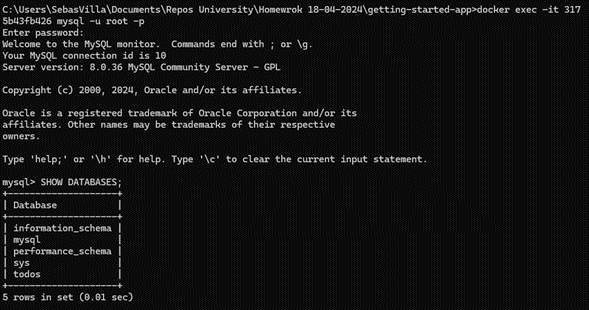 C:\Users\SebasVilla\Documents\Repos University\Homewrok 18-04-2024\getting-started-app>docker exec -it 317
5b43fb426 mysql -u root -p
Enter password:
Welcome to the MySQL monitor.  Commands end with ; or \g.
Your MySQL connection id is 10
Server version: 8.0.36 MySQL Community Server - GPL

Copyright (c) 2000, 2024, Oracle and/or its affiliates.

Oracle is a registered trademark of Oracle Corporation and/or its
affiliates. Other names may be trademarks of their respective
owners.

Type 'help;' or '\h' for help. Type '\c' to clear the current input statement.

mysql> SHOW DATABASES;
+--------------------+
| Database           |
+--------------------+
| information_schema |
| mysql              |
| performance_schema |
| sys                |
| todos              |
+--------------------+
5 rows in set (0.01 sec)